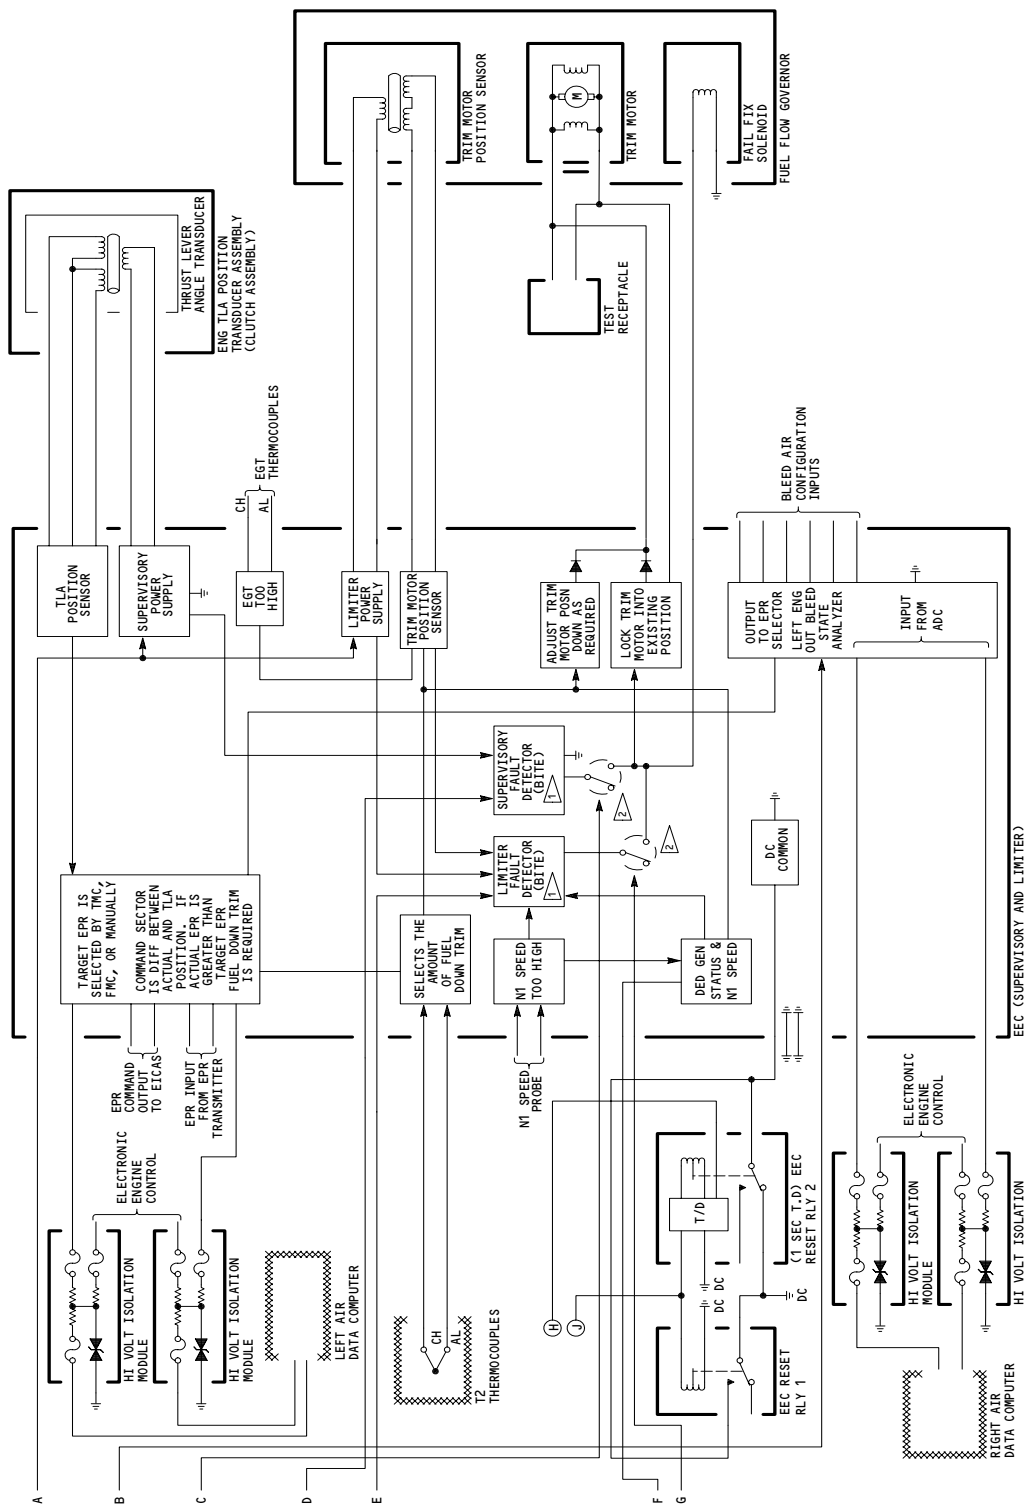 A
B
C
D
E
F
G
HI VOLT ISOLATION
MODULE
HI VOLT ISOLATION
MODULE
ELECTRONIC
ENGINE
CONTROL
LEFT AIR
DATA COMPUTER
CH
AL
T2
THERMOCOUPLES
H
J
EEC RESET
RLY 1
DC
DC
DC
T/D
(1 SEC T.D) EEC
RESET RLY 2
RIGHT AIR
DATA COMPUTER
HI VOLT ISOLATION
MODULE
HI VOLT ISOLATION
ELECTRONIC
ENGINE
CONTROL
EPR
COMMAND
OUTPUT
TO EICAS
EPR INPUT
FROM EPR
TRANSMITTER
N1 SPEED
PROBE
TARGET EPR IS
SELECTED BY TMC,
FMC, OR MANUALLY
COMMAND SECTOR
IS DIFF BETWEEN
ACTUAL AND TLA
POSITION. IF
ACTUAL EPR IS
GREATER THAN
TARGET EPR
FUEL DOWN TRIM
IS REQUIRED
SELECTS THE
AMOUNT
OF FUEL
DOWN TRIM
N1 SPEED
TOO HIGH
LIMITER
FAULT
DETECTOR
(BITE)
1
SUPERVISORY
FAULT
DETECTOR
(BITE)
1
2
2
DED GEN
STATUS &
N1 SPEED
DC
COMMON
TLA
POSITION
SENSOR
SUPERVISORY
POWER
SUPPLY
EGT
TOO
HIGH
CH
AL
EGT
THERMOCOUPLES
LIMITER
POWER
SUPPLY
TRIM MOTOR
POSITION
SENSOR
ADJUST TRIM
MOTOR POSN
DOWN AS
REQUIRED
LOCK TRIM
MOTOR INTO
EXISTING
POSITION
OUTPUT
TO EPR
SELECTOR
LEFT ENG
OUT BLEED
STATE
ANALYZER
INPUT
FROM
ADC
BLEED AIR
CONFIGURATION
INPUTS
EEC (SUPERVISORY AND LIMITER)
THRUST LEVER
ANGLE TRANSDUCER
ENG TLA POSITION
TRANSDUCER ASSEMBLY
(CLUTCH ASSEMBLY)
TEST
RECEPTACLE
TRIM MOTOR
POSITION SENSOR
M
TRIM MOTOR
FAIL FIX
SOLENOID
FUEL FLOW GOVERNOR